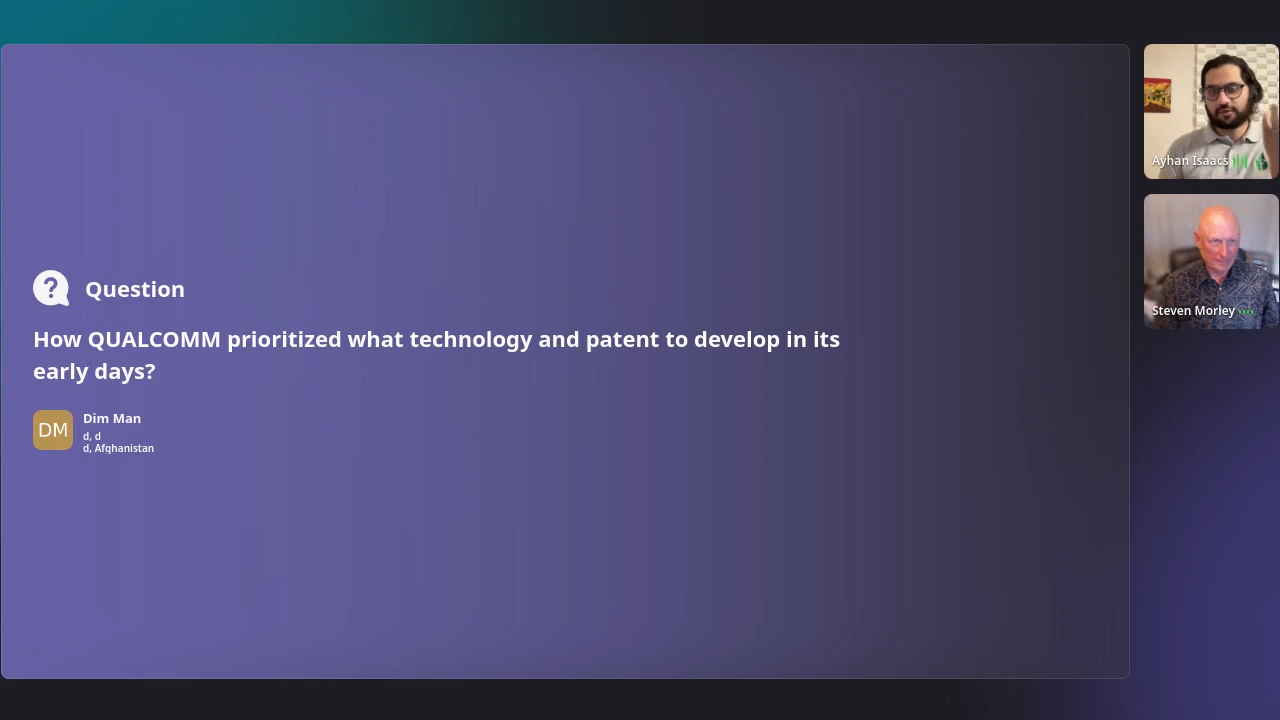 Question
How QUALCOMM prioritized what technology and patent to develop in its
early days?
DM
Dim Man
d, d
d, Afghanistan
Ayhan Isaacs
Steven Morley